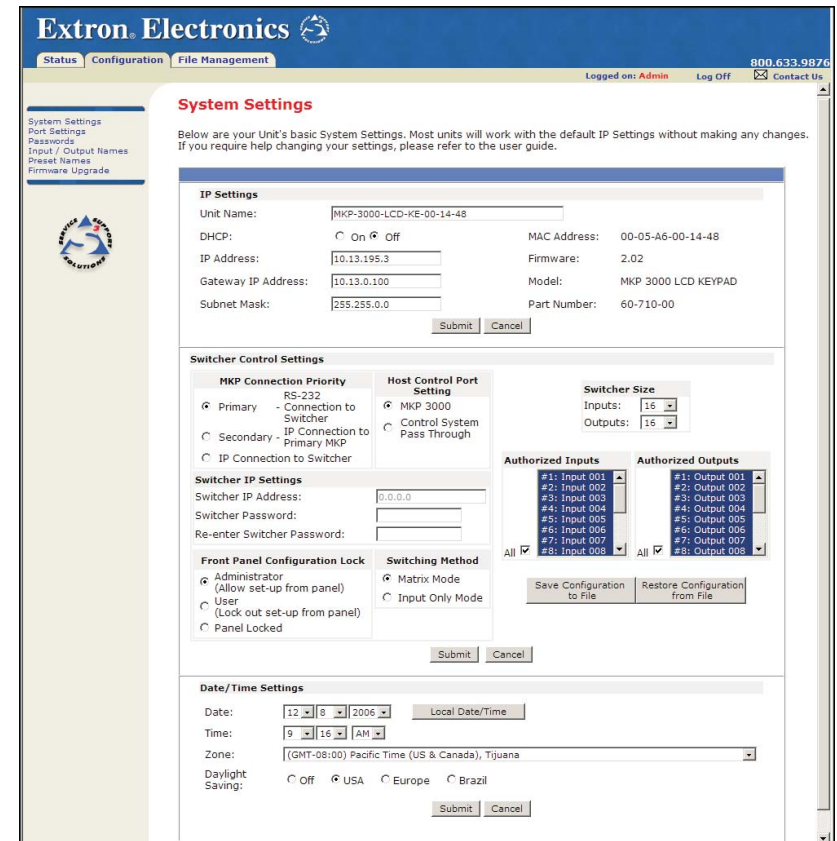 Extron. Electronics
Status Configuration File Management
800.633.9876
Logged on: Admin Log Off Contact Us
System Settings
Port Settings
Passwords
Input / Output Names
Preset Names
Firmware Upgrade
SERVICE SUPPORT SOLUTIONS
S3
System Settings
Below are your Unit's basic System Settings. Most units will work with the default IP Settings without making any changes.
If you require help changing your settings, please refer to the user guide.
IP Settings
Unit Name: MKP-3000-LCD-KE-00-14-48
DHCP: On Off MAC Address: 00-05-A6-00-14-48
IP Address: 10.13.195.3 Firmware: 2.02
Gateway IP Address: 10.13.0.100 Model: MKP 3000 LCD KEYPAD
Subnet Mask: 255.255.0.0 Part Number: 60-710-00
Submit Cancel
Switcher Control Settings
MKP Connection Priority
Primary - RS-232 Connection to Switcher
Secondary - IP Connection to Primary MKP
IP Connection to Switcher
Host Control Port Setting
MKP 3000
Control System Pass Through
Switcher Size
Inputs: 16
Outputs: 16
Switcher IP Settings
Switcher IP Address: 0.0.0.0
Switcher Password:
Re-enter Switcher Password:
Authorized Inputs
#1: Input 001
#2: Input 002
#3: Input 003
#4: Input 004
#5: Input 005
#6: Input 006
#7: Input 007
All #8: Input 008
Authorized Outputs
#1: Output 001
#2: Output 002
#3: Output 003
#4: Output 004
#5: Output 005
#6: Output 006
#7: Output 007
All #8: Output 008
Front Panel Configuration Lock
Administrator
(Allow set-up from panel)
User
(Lock out set-up from panel)
Panel Locked
Switching Method
Matrix Mode
Input Only Mode
Save Configuration to File
Restore Configuration from File
Submit Cancel
Date/Time Settings
Date: 12 8 2006 Local Date/Time
Time: 9 16 AM
Zone: (GMT-08:00) Pacific Time (US & Canada), Tijuana
Daylight Saving: Off USA Europe Brazil
Submit Cancel